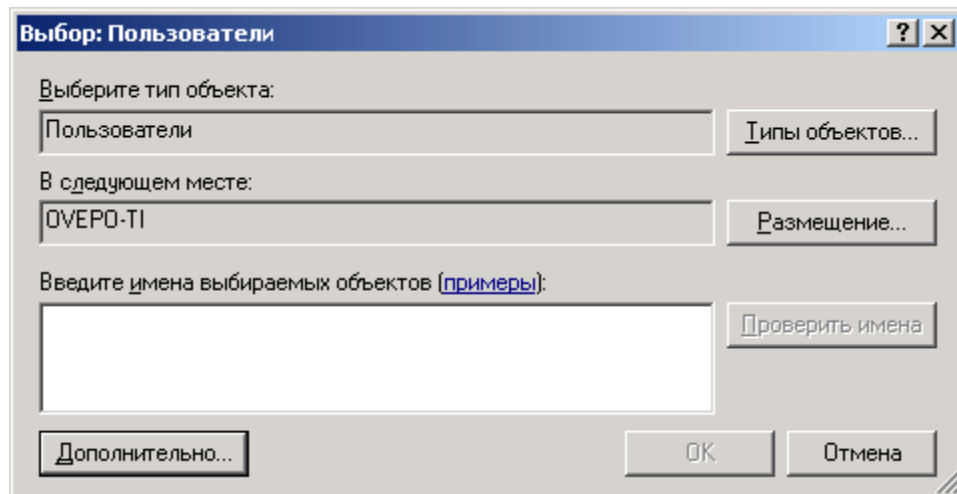 Выбор: Пользователи
Выберите тип объекта:
Пользователи
Типы объектов...
В следующем месте:
OVEPO-TI
Размещение...
Введите имена выбираемых объектов (примеры):
Проверить имена
Дополнительно...
OK
Отмена